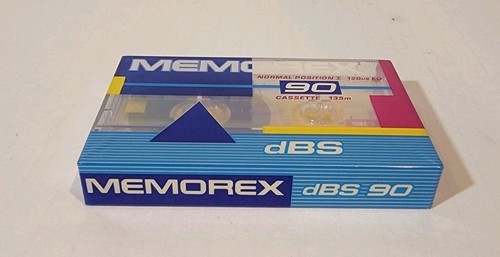 MEMOREX
NORMAL POSITION I 120µs EQ
90
CASSETTE 135m
dBS
MEMOREX dBS 90